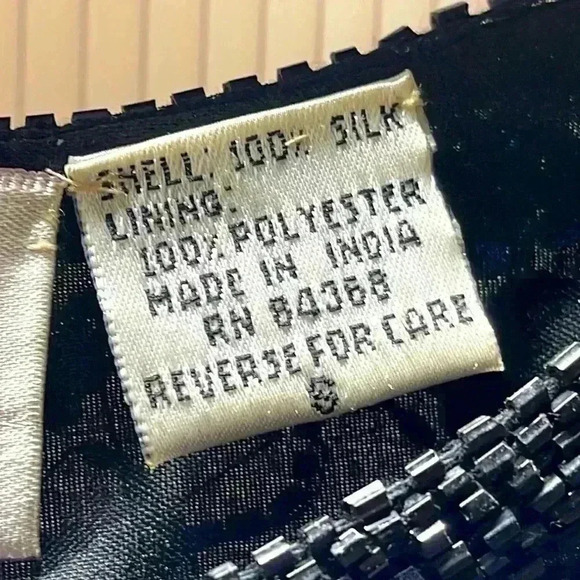 SHELL: 100% SILK
LINING:
100% POLYESTER
MADE IN INDIA
RN 84368
REVERSE FOR CARE